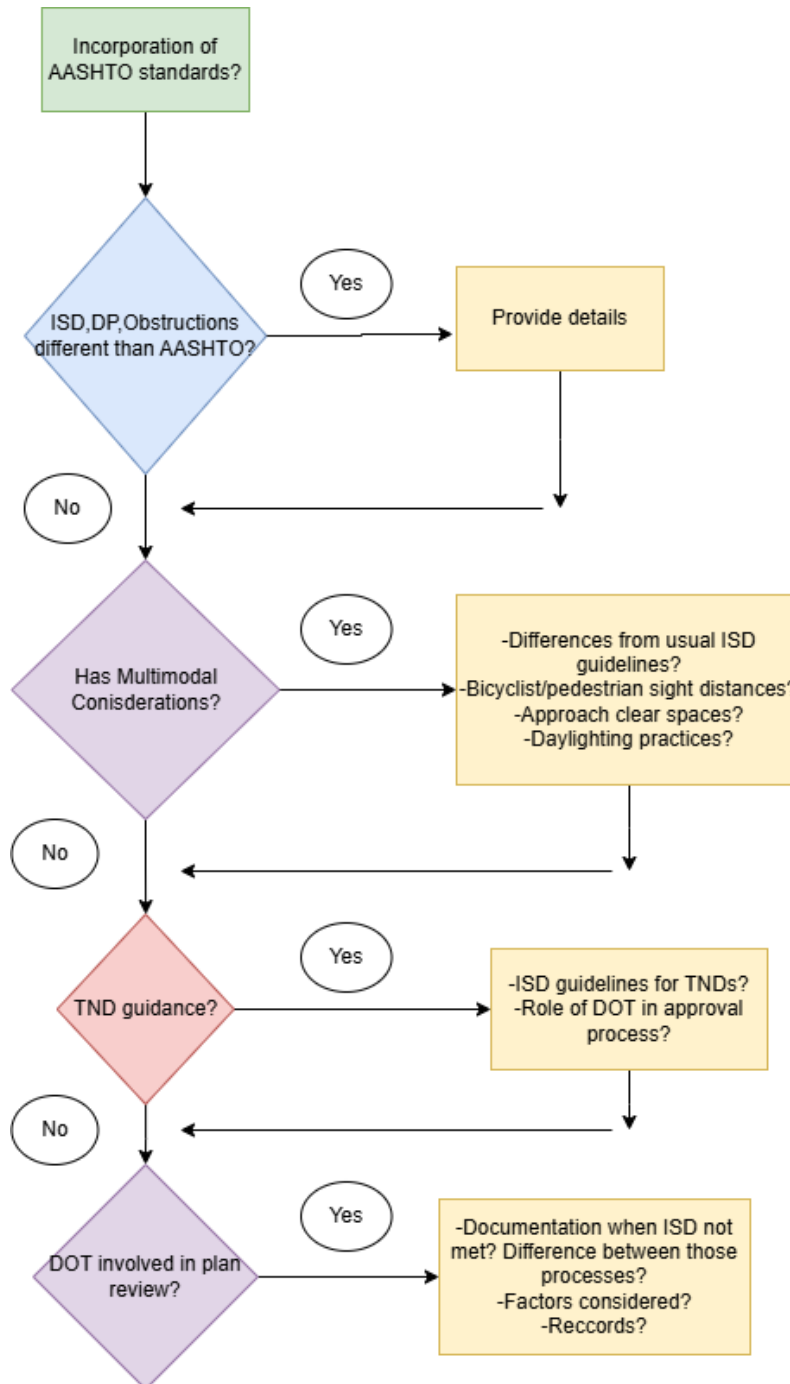 Incorporation of
AASHTO standards?
Yes
ISD,DP,Obstructions
different than AASHTO?
Provide details
No
Yes
Has Multimodal
Conisderations?
-Differences from usual ISD
guidelines?
-Bicyclist/pedestrian sight distances?
-Approach clear spaces?
-Daylighting practices?
No
Yes
TND guidance?
-ISD guidelines for TNDs?
-Role of DOT in approval
process?
No
Yes
DOT involved in plan
review?
-Documentation when ISD not
met? Difference between those
processes?
-Factors considered?
-Reccords?